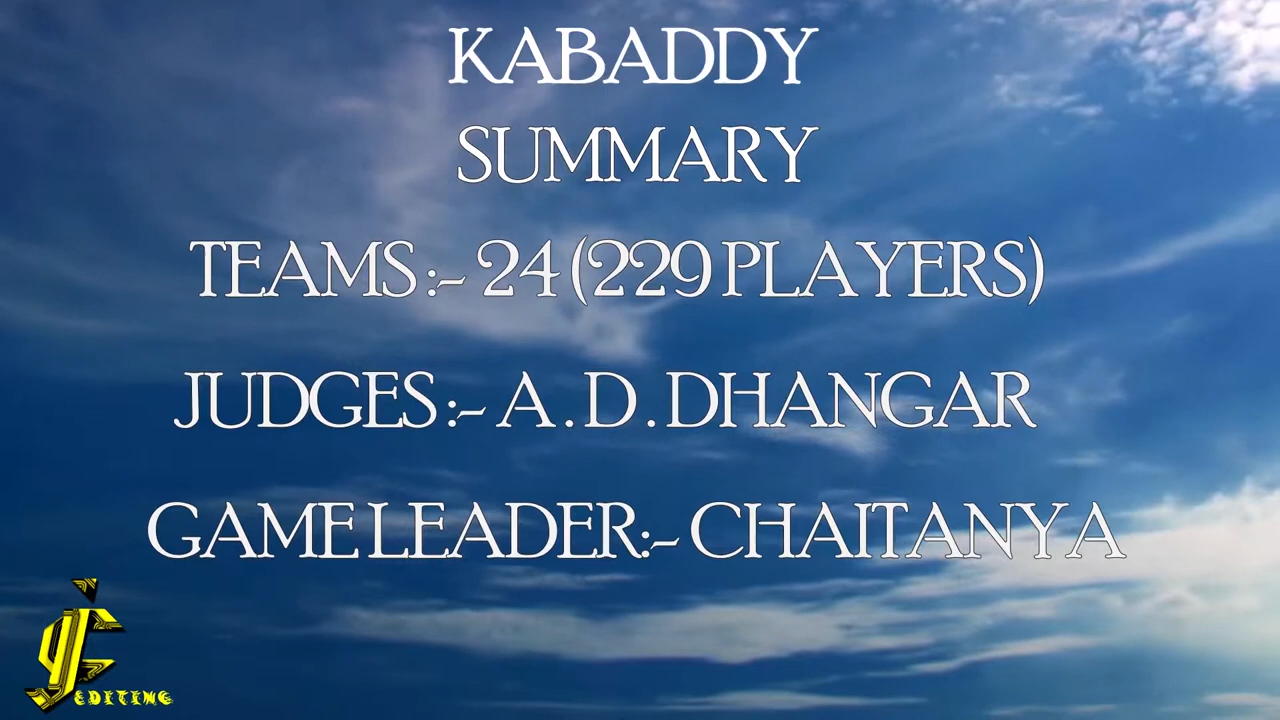 KABADDY
SUMMARY
TEAMS :- 24 (229 PLAYERS)
JUDGES :- A . D . DHANGAR
GAME LEADER:- CHAITANYA
EDITING